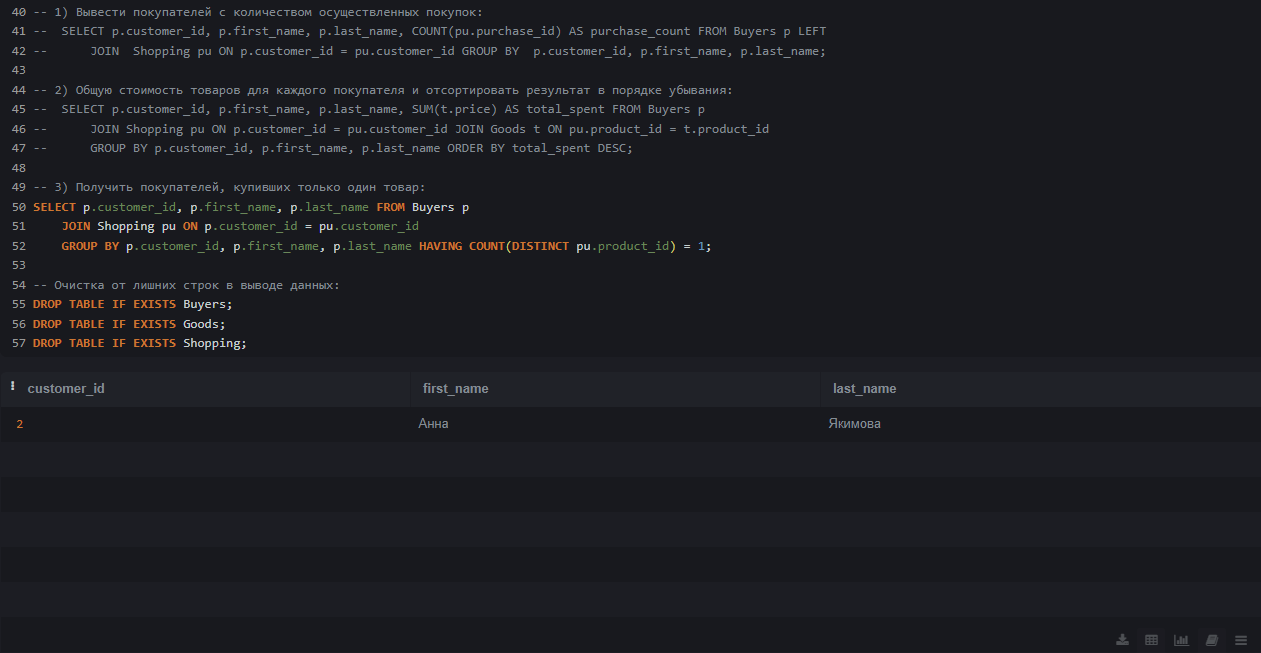 40 -- 1) Вывести покупателей с количеством осуществленных покупок:
41 --  SELECT p.customer_id, p.first_name, p.last_name, COUNT(pu.purchase_id) AS purchase_count FROM Buyers p LEFT
42 --      JOIN  Shopping pu ON p.customer_id = pu.customer_id GROUP BY  p.customer_id, p.first_name, p.last_name;
43
44 -- 2) Общую стоимость товаров для каждого покупателя и отсортировать результат в порядке убывания:
45 --  SELECT p.customer_id, p.first_name, p.last_name, SUM(t.price) AS total_spent FROM Buyers p
46 --      JOIN Shopping pu ON p.customer_id = pu.customer_id JOIN Goods t ON pu.product_id = t.product_id
47 --      GROUP BY p.customer_id, p.first_name, p.last_name ORDER BY total_spent DESC;
48
49 -- 3) Получить покупателей, купивших только один товар:
50 SELECT p.customer_id, p.first_name, p.last_name FROM Buyers p
51     JOIN Shopping pu ON p.customer_id = pu.customer_id
52     GROUP BY p.customer_id, p.first_name, p.last_name HAVING COUNT(DISTINCT pu.product_id) = 1;
53
54 -- Очистка от лишних строк в выводе данных:
55 DROP TABLE IF EXISTS Buyers;
56 DROP TABLE IF EXISTS Goods;
57 DROP TABLE IF EXISTS Shopping;
customer_id first_name last_name
2 Анна Якимова